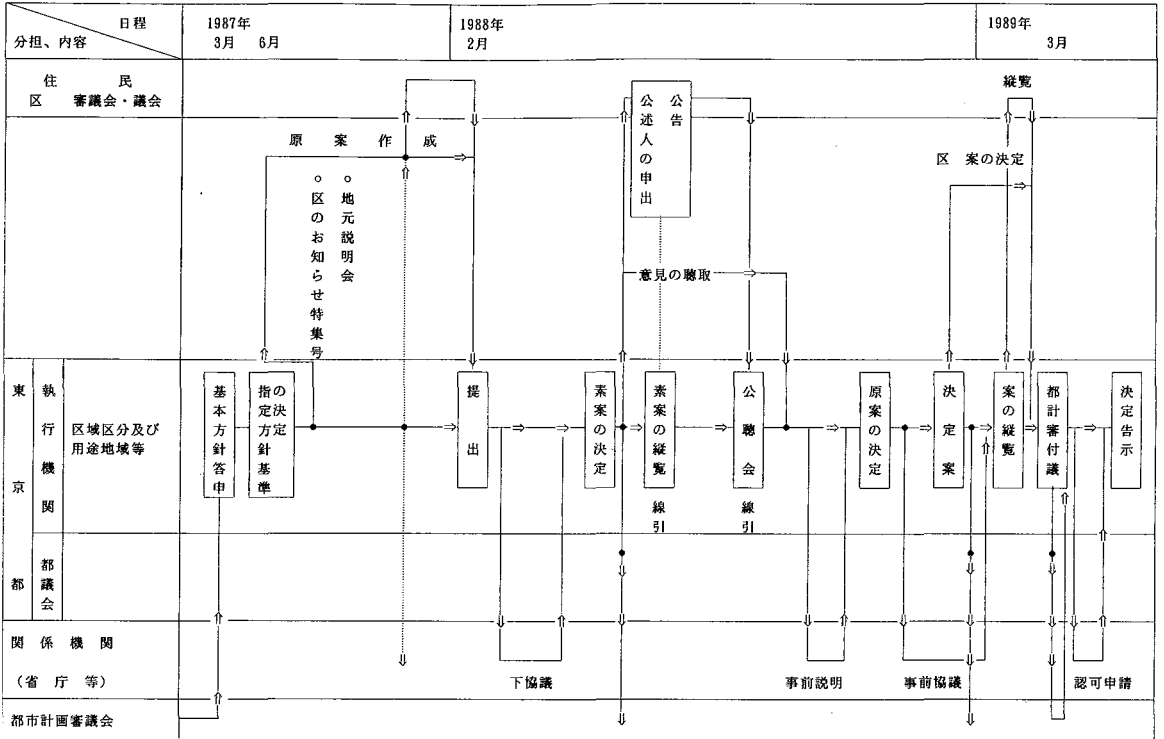 日程
分担、内容
1987年
3月 6月
1988年
2月
1989年
3月
住 民
区 審議会・議会
縦覧
公告
公述人の申出
原 案 作 成
区 案の決定
○地元説明会
○区のお知らせ特集号
意見の聴取
東京都
執行機関
区域区分及び
用途地域等
基本方針答申
指定方針基準
の決定
提出
素案の決定
素案の縦覧
線引
公聴会
線引
原案の決定
決定案
案の縦覧
都計審付議
決定告示
都議会
関 係 機 関
(省 庁 等)
下協議
事前説明
事前協議
認可申請
都市計画審議会